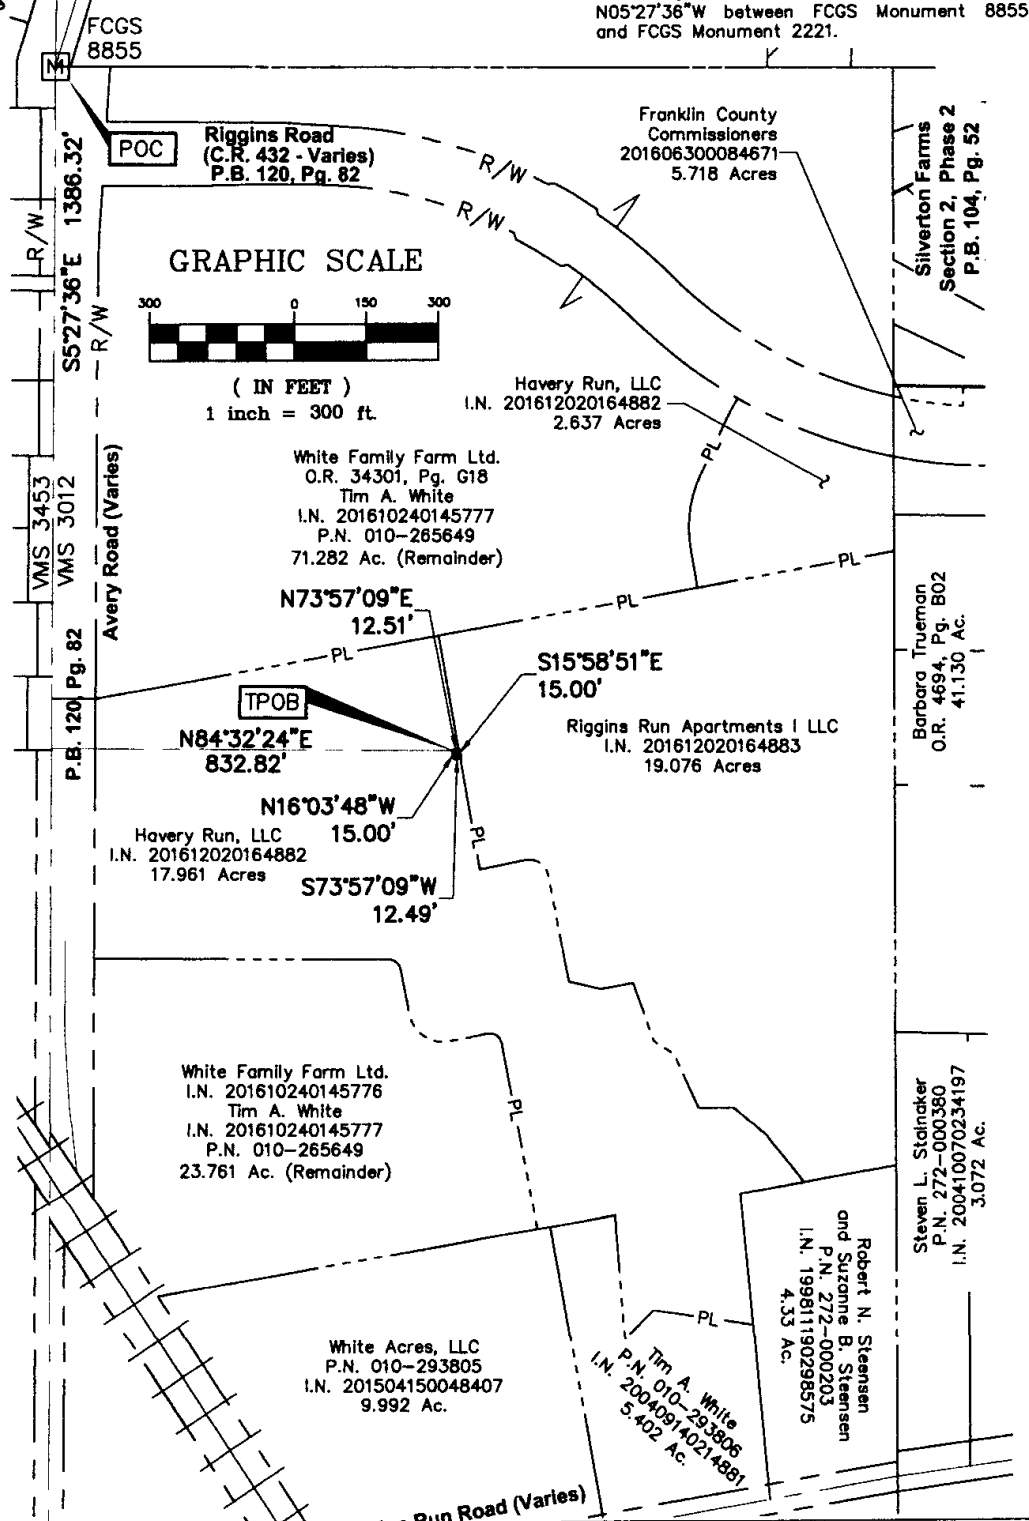 N05°27'36"W between FCGS Monument 8855
and FCGS Monument 2221.
FCGS
8855
M
POC
Riggins Road
(C.R. 432 - Varies)
P.B. 120, Pg. 82
R/W
R/W
Franklin County
Commissioners
201606300084671
5.718 Acres
Silverton Farms
Section 2, Phase 2
P.B. 104, Pg. 52
R/W
S5°27'36"E 1386.32'
R/W
GRAPHIC SCALE
300 0 150 300
( IN FEET )
1 inch = 300 ft.
Havery Run, LLC
I.N. 201612020164882
2.637 Acres
PL
VMS 3453
VMS 3012
Avery Road (Varies)
White Family Farm Ltd.
O.R. 34301, Pg. G18
Tim A. White
I.N. 201610240145777
P.N. 010-265649
71.282 Ac. (Remainder)
PL
PL
PL
N73°57'09"E
12.51'
S15°58'51"E
15.00'
TPOB
N84°32'24"E
832.82'
P.B. 120, Pg. 82
Riggins Run Apartments I LLC
I.N. 201612020164883
19.076 Acres
Barbara Trueman
O.R. 4694, Pg. B02
41.130 Ac.
N16°03'48"W
15.00'
PL
Havery Run, LLC
I.N. 201612020164882
17.961 Acres
S73°57'09"W
12.49'
White Family Farm Ltd.
I.N. 201610240145776
Tim A. White
I.N. 201610240145777
P.N. 010-265649
23.761 Ac. (Remainder)
PL
Steven L. Stalnaker
P.N. 272-000380
I.N. 200410070234197
3.072 Ac.
Robert N. Steensen
and Suzanne B. Steensen
P.N. 272-000203
I.N. 199811190298575
4.33 Ac.
PL
White Acres, LLC
P.N. 010-293805
I.N. 201504150048407
9.992 Ac.
Tim A. White
P.N. 010-293806
I.N. 200409140214881
5.402 Ac.
Run Road (Varies)